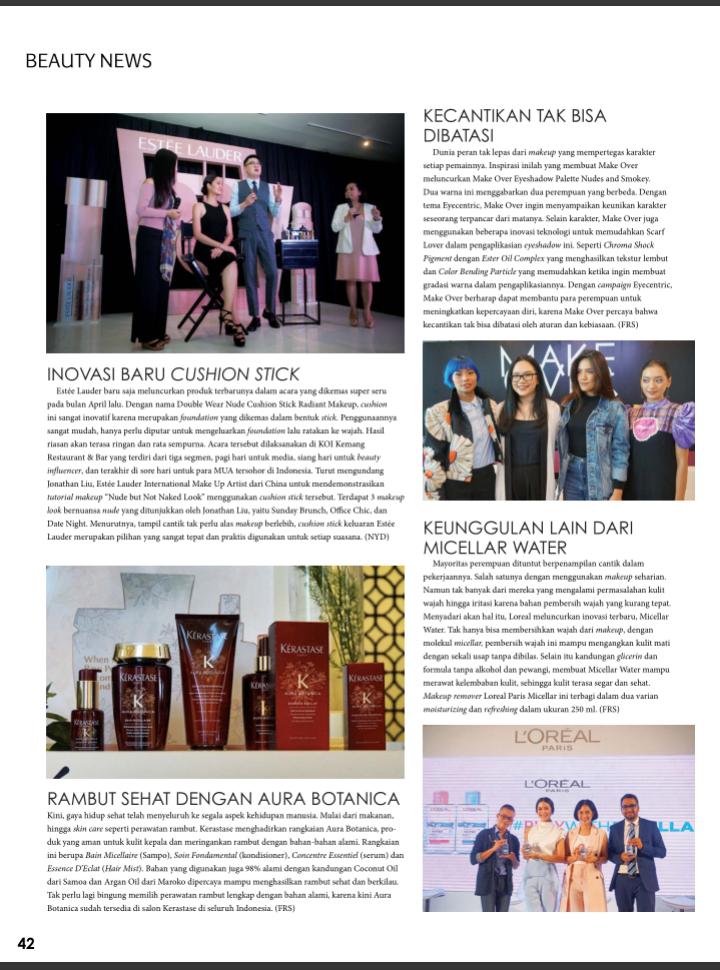 BEAUTY NEWS
ESTĒE LAUDER
INOVASI BARU CUSHION STICK
Estée Lauder baru saja meluncurkan produk terbarunya dalam acara yang dikemas super seru
pada bulan April lalu. Dengan nama Double Wear Nude Cushion Stick Radiant Makeup, cushion
ini sangat inovatif karena merupakan foundation yang dikemas dalam bentuk stick. Penggunaannya
sangat mudah, hanya perlu diputar untuk mengeluarkan foundation lalu ratakan ke wajah. Hasil
riasan akan terasa ringan dan rata sempurna. Acara tersebut dilaksanakan di KOI Kemang
Restaurant & Bar yang terdiri dari tiga segmen, pagi hari untuk media, siang hari untuk beauty
influencer, dan terakhir di sore hari untuk para MUA tersohor di Indonesia. Turut mengundang
Jonathan Liu, Estée Lauder International Make Up Artist dari China untuk mendemonstrasikan
tutorial makeup “Nude but Not Naked Look” menggunakan cushion stick tersebut. Terdapat 3 makeup
look bernuansa nude yang ditunjukkan oleh Jonathan Liu, yaitu Sunday Brunch, Office Chic, dan
Date Night. Menurutnya, tampil cantik tak perlu alas makeup berlebih, cushion stick keluaran Estée
Lauder merupakan pilihan yang sangat tepat dan praktis digunakan untuk setiap suasana. (NYD)
When
KÉRASTASE
K
KÉRASTASE
K
KÉRASTASE
K
AURA BOTANICA
KÉRASTASE
K
RAMBUT SEHAT DENGAN AURA BOTANICA
Kini, gaya hidup sehat telah menyeluruh ke segala aspek kehidupan manusia. Mulai dari makanan,
hingga skin care seperti perawatan rambut. Kerastase menghadirkan rangkaian Aura Botanica, pro-
duk yang aman untuk kulit kepala dan meringankan rambut dengan bahan-bahan alami. Rangkaian
ini berupa Bain Micellaire (Sampo), Soin Fondamental (kondisioner), Concentre Essentiel (serum) dan
Essence D'Eclat (Hair Mist). Bahan yang digunakan juga 98% alami dengan kandungan Coconut Oil
dari Samoa dan Argan Oil dari Maroko dipercaya mampu menghasilkan rambut sehat dan berkilau.
Tak perlu lagi bingung memilih perawatan rambut lengkap dengan bahan alami, karena kini Aura
Botanica sudah tersedia di salon Kerastase di seluruh Indonesia. (FRS)
KECANTIKAN TAK BISA
DIBATASI
Dunia peran tak lepas dari makeup yang mempertegas karakter
setiap pemainnya. Inspirasi inilah yang membuat Make Over
meluncurkan Make Over Eyeshadow Palette Nudes and Smokey.
Dua warna ini menggabarkan dua perempuan yang berbeda. Dengan
tema Eyecentric, Make Over ingin menyampaikan keunikan karakter
seseorang terpancar dari matanya. Selain karakter, Make Over juga
menggunakan beberapa inovasi teknologi untuk memudahkan Scarf
Lover dalam pengaplikasian eyeshadow ini. Seperti Chroma Shock
Pigment dengan Ester Oil Complex yang menghasilkan tekstur lembut
dan Color Bending Particle yang memudahkan ketika ingin membuat
gradasi warna dalam pengaplikasiannya. Dengan campaign Eyecentric,
Make Over berharap dapat membantu para perempuan untuk
meningkatkan kepercayaan diri, karena Make Over percaya bahwa
kecantikan tak bisa dibatasi oleh aturan dan kebiasaan. (FRS)
MAKE
KEUNGGULAN LAIN DARI
MICELLAR WATER
Mayoritas perempuan dituntut berpenampilan cantik dalam
pekerjaannya. Salah satunya dengan menggunakan makeup seharian.
Namun tak banyak dari mereka yang mengalami permasalahan kulit
wajah hingga iritasi karena bahan pembersih wajah yang kurang tepat.
Menyadari akan hal itu, Loreal meluncurkan inovasi terbaru, Micellar
Water. Tak hanya bisa membersihkan wajah dari makeup, dengan
molekul micellar, pembersih wajah ini mampu mengangkat kulit mati
dengan sekali usap tanpa dibilas. Selain itu kandungan glicerin dan
formula tanpa alkohol dan pewangi, membuat Micellar Water mampu
merawat kelembaban kulit, sehingga kulit terasa segar dan sehat.
Makeup remover Loreal Paris Micellar ini terbagi dalam dua varian
moisturizing dan refreshing dalam ukuran 250 ml. (FRS)
L'ORÉAL
PARIS
L'ORÉAL
PARIS
42